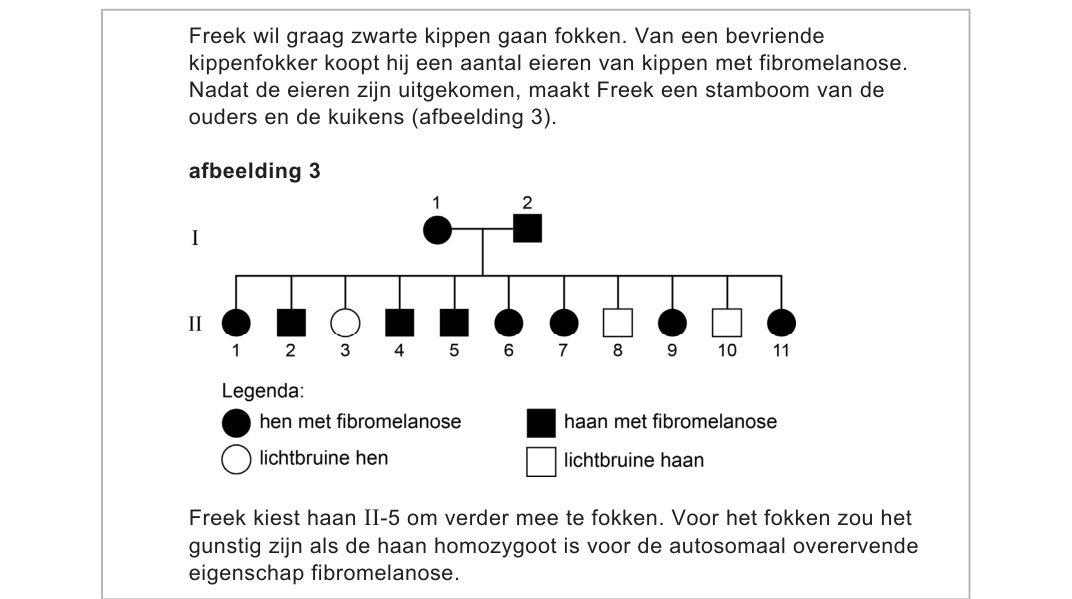 Freek wil graag zwarte kippen gaan fokken. Van een bevriende
kippenfokker koopt hij een aantal eieren van kippen met fibromelanose.
Nadat de eieren zijn uitgekomen, maakt Freek een stamboom van de
ouders en de kuikens (afbeelding 3).
afbeelding 3
1 2
I
II
1 2 3 4 5 6 7 8 9 10 11
Legenda:
hen met fibromelanose haan met fibromelanose
lichtbruine hen lichtbruine haan
Freek kiest haan II-5 om verder mee te fokken. Voor het fokken zou het
gunstig zijn als de haan homozygoot is voor de autosomaal overervende
eigenschap fibromelanose.